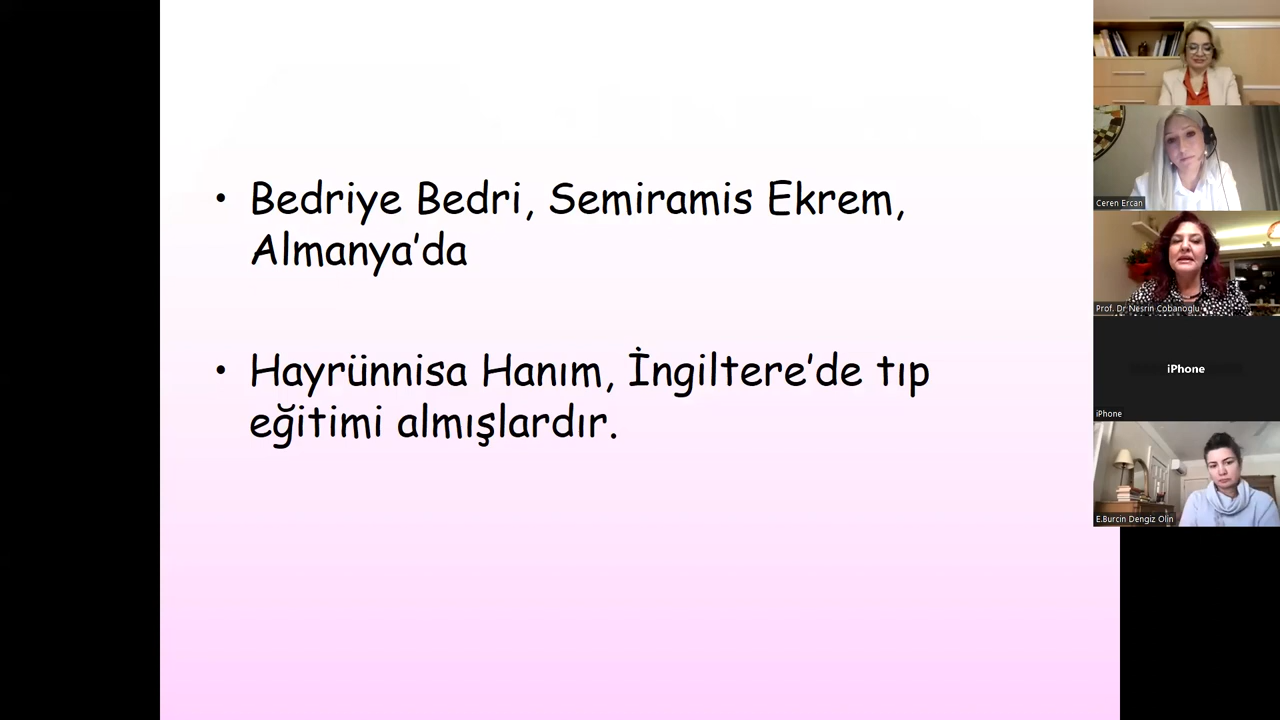 • Bedriye Bedri, Semiramis Ekrem,
Almanya’da
• Hayrünnisa Hanım, İngiltere’de tıp
eğitimi almışlardır.
Ceren Ercan
Prof. Dr Nesrin Çobanoğlu
iPhone
iPhone
E.Burcin Dengiz Olin